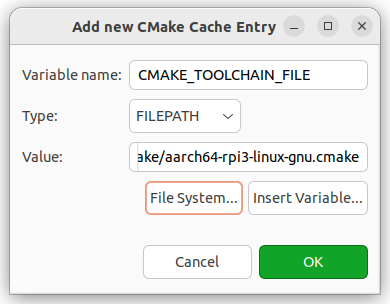 Add new CMake Cache Entry
Variable name: CMAKE_TOOLCHAIN_FILE
Type: FILEPATH
Value: ake/aarch64-rpi3-linux-gnu.cmake
File System... Insert Variable...
Cancel OK